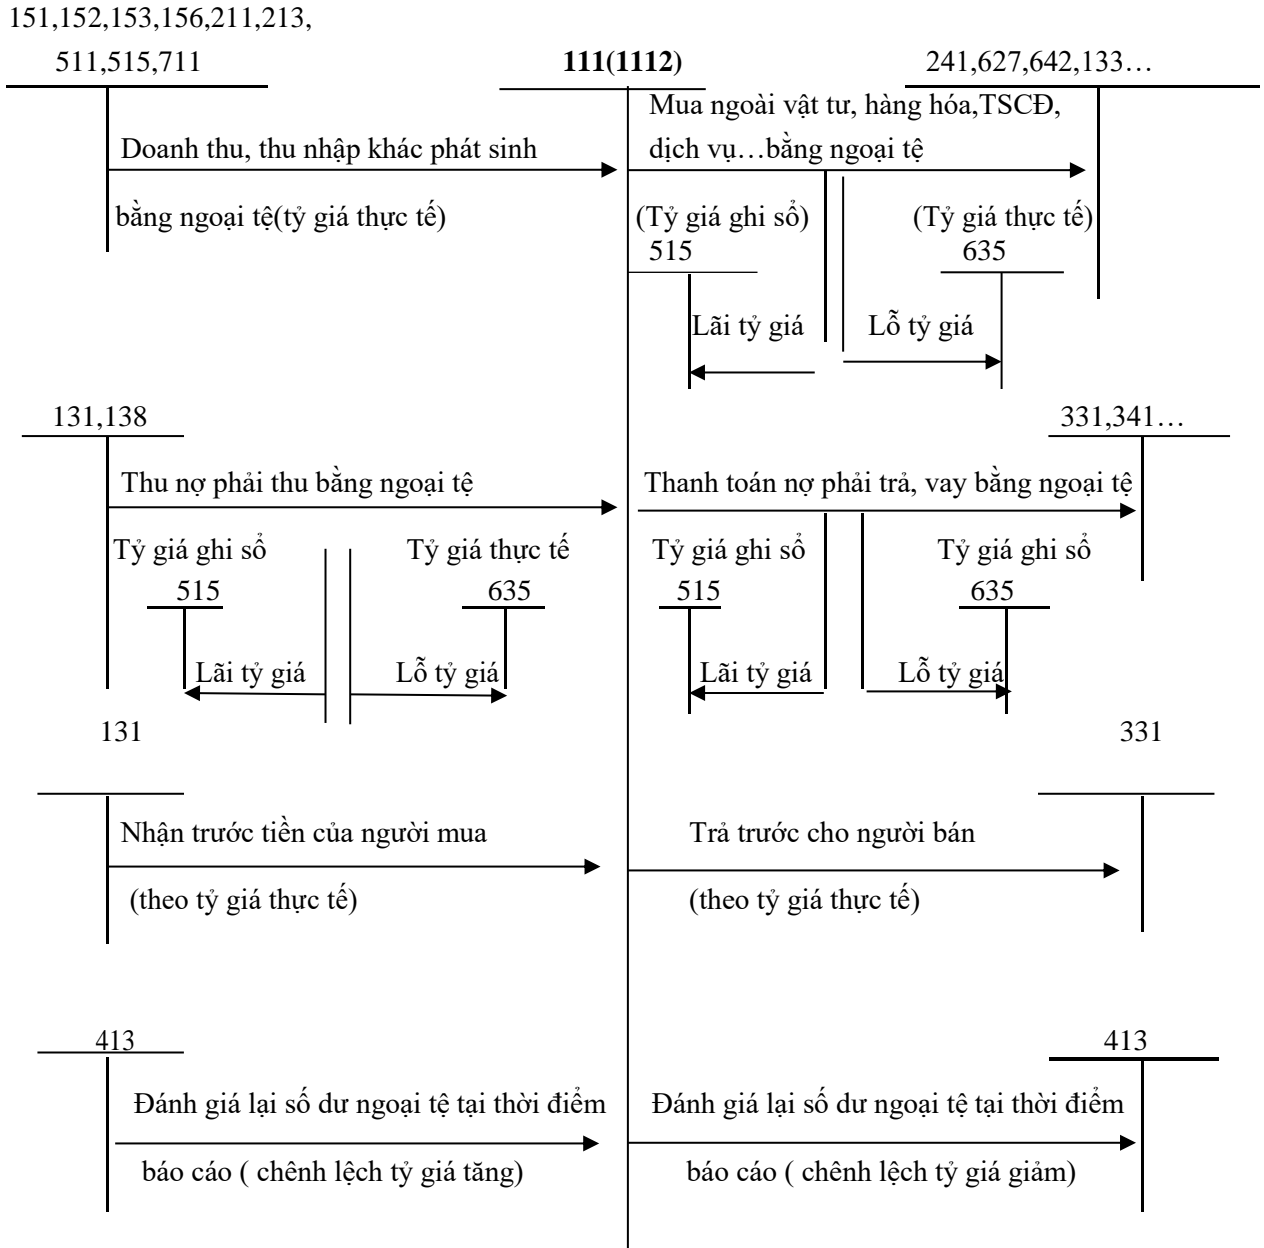 151,152,153,156,211,213,
511,515,711
111(1112)
241,627,642,133…
Mua ngoài vật tư, hàng hóa,TSCĐ,
Doanh thu, thu nhập khác phát sinh
dịch vụ…bằng ngoại tệ
bằng ngoại tệ(tỷ giá thực tế)
(Tỷ giá ghi sổ)
(Tỷ giá thực tế)
515
635
Lãi tỷ giá
Lỗ tỷ giá
131,138
331,341…
Thu nợ phải thu bằng ngoại tệ
Thanh toán nợ phải trả, vay bằng ngoại tệ
Tỷ giá ghi sổ
Tỷ giá thực tế
Tỷ giá ghi sổ
Tỷ giá ghi sổ
515
635
515
635
Lãi tỷ giá
Lỗ tỷ giá
Lãi tỷ giá
Lỗ tỷ giá
131
331
Nhận trước tiền của người mua
Trả trước cho người bán
(theo tỷ giá thực tế)
(theo tỷ giá thực tế)
413
413
Đánh giá lại số dư ngoại tệ tại thời điểm
Đánh giá lại số dư ngoại tệ tại thời điểm
báo cáo ( chênh lệch tỷ giá tăng)
báo cáo ( chênh lệch tỷ giá giảm)